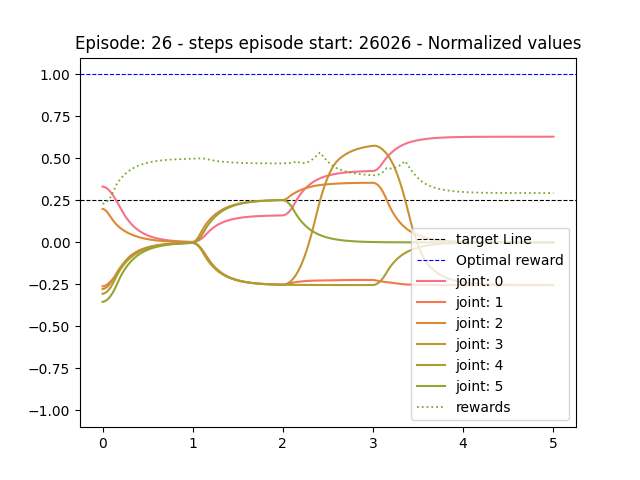 Episode: 26 - steps episode start: 26026 - Normalized values
1.00
0.75
0.50
0.25
0.00
−0.25
−0.50
−0.75
−1.00
target Line
Optimal reward
joint: 0
joint: 1
joint: 2
joint: 3
joint: 4
joint: 5
rewards
0 1 2 3 4 5